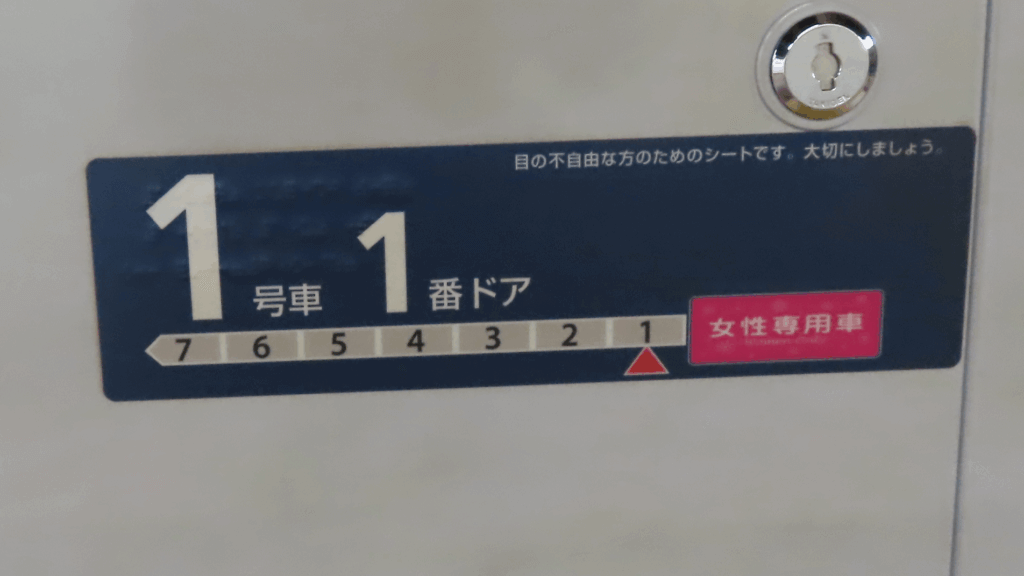 目の不自由な方のためのシートです。大切にしましょう。
1号車 1番ドア
7 6 5 4 3 2 1
女性専用車